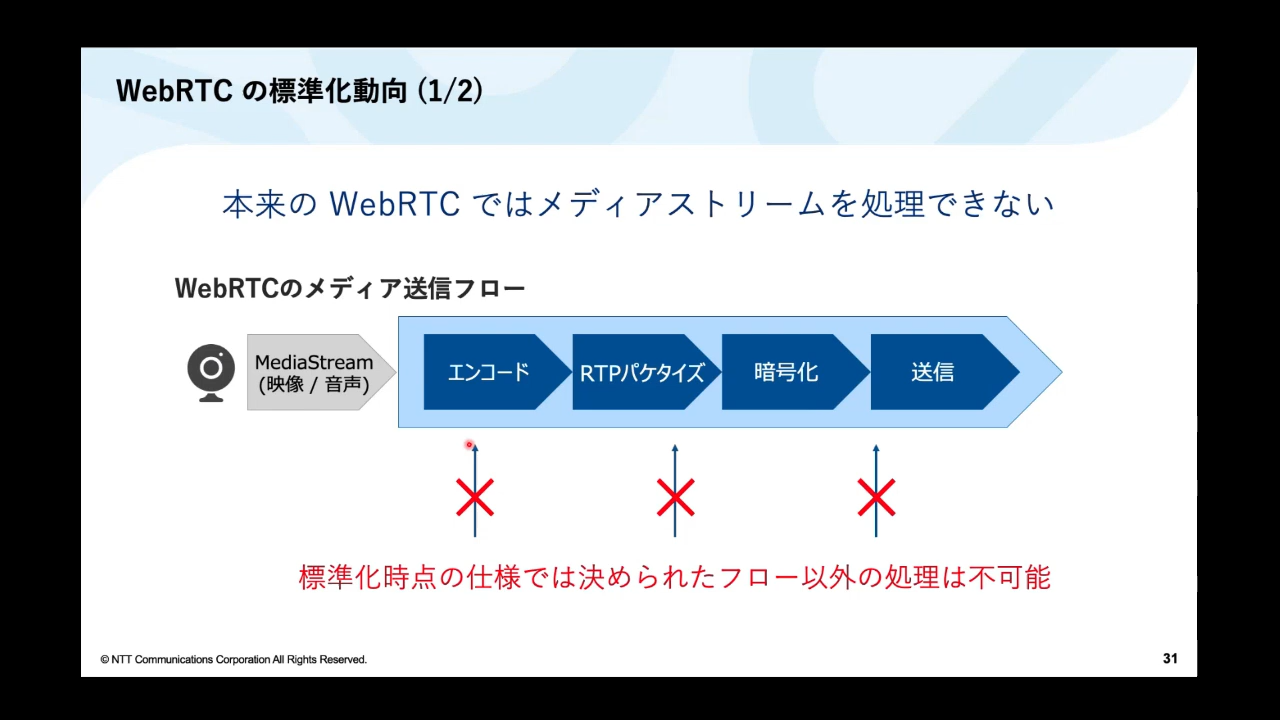 WebRTC の標準化動向 (1/2)
本来の WebRTC ではメディアストリームを処理できない
WebRTCのメディア送信フロー
MediaStream
(映像 / 音声)
エンコード
RTPパケタイズ
暗号化
送信
標準化時点の仕様では決められたフロー以外の処理は不可能
© NTT Communications Corporation All Rights Reserved.
31